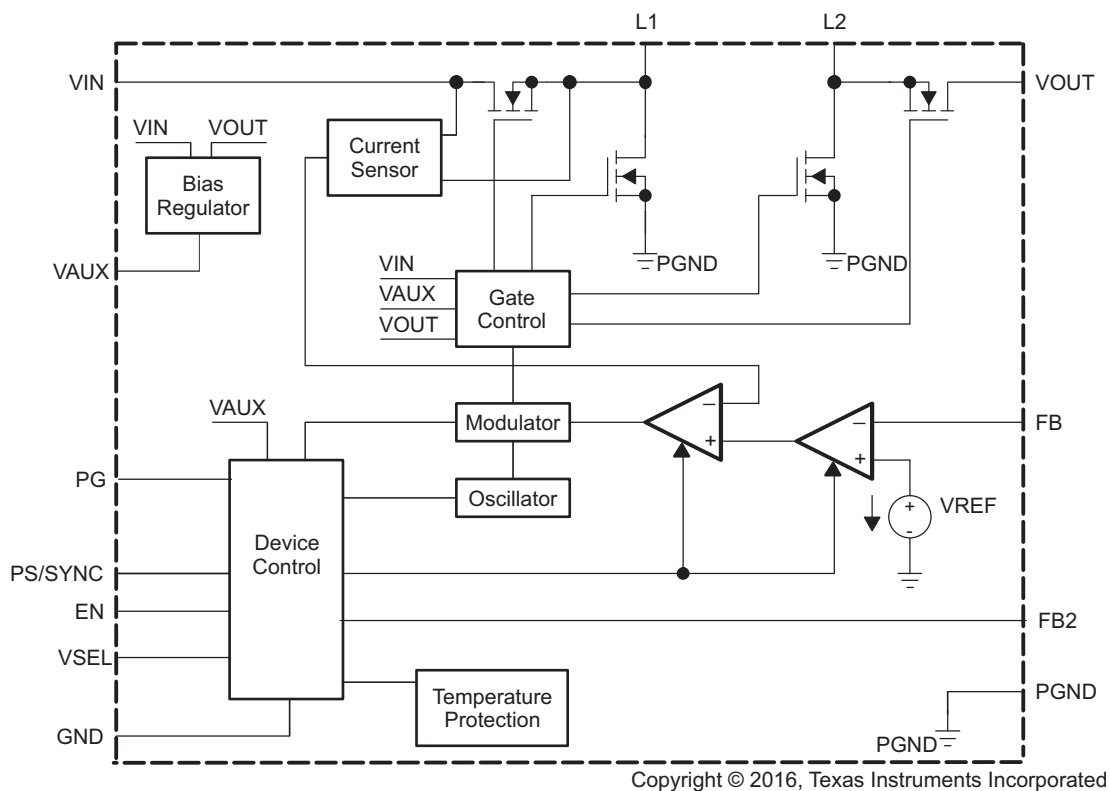 L1
L2
VIN
VOUT
VIN
VOUT
Current
Sensor
Bias
Regulator
VAUX
PGND
PGND
VIN
VAUX
VOUT
Gate
Control
VAUX
Modulator
–
+
–
+
FB
PG
Oscillator
+
-
VREF
Device
Control
PS/SYNC
EN
FB2
VSEL
Temperature
Protection
PGND
GND
PGND
Copyright © 2016, Texas Instruments Incorporated